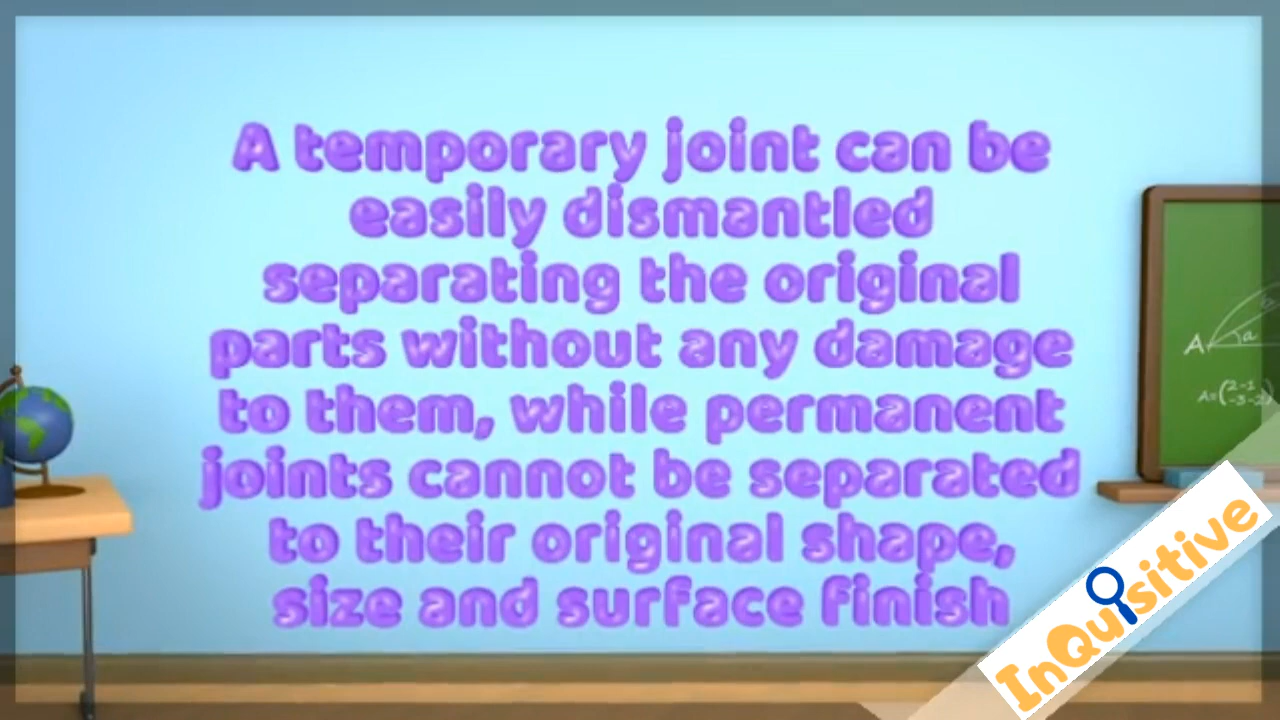 A temporary joint can be
easily dismantled
separating the original
parts without any damage
to them, while permanent
joints cannot be separated
to their original shape,
size and surface finish
A
a
InQuisitive